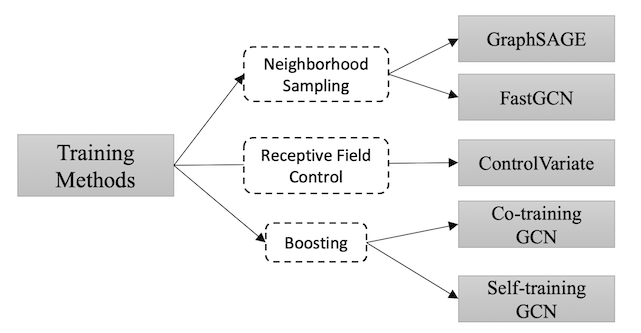 Training
Methods
Neighborhood
Sampling
GraphSAGE
FastGCN
Receptive Field
Control
ControlVariate
Boosting
Co-training
GCN
Self-training
GCN